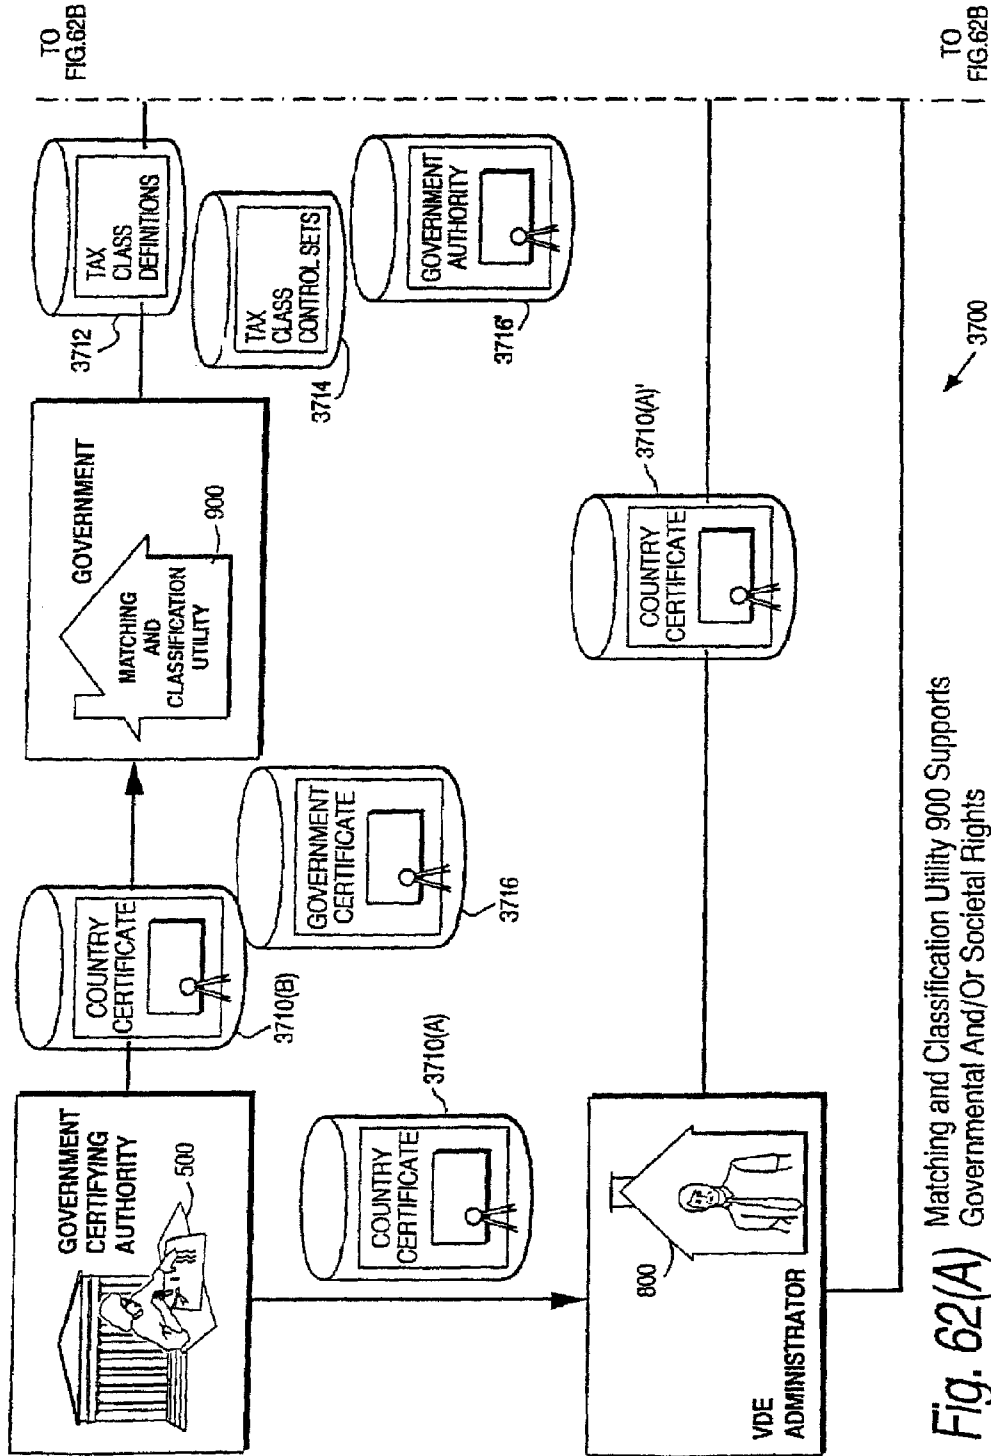 GOVERNMENT
CERTIFYING
AUTHORITY
500
COUNTRY
CERTIFICATE
3710(B)
GOVERNMENT
CERTIFICATE
3716
GOVERNMENT
MATCHING
AND
CLASSIFICATION
UTILITY
900
TAX
CLASS
DEFINITIONS
3712
TAX
CLASS
CONTROL SETS
3714
GOVERNMENT
AUTHORITY
3716'
TO
FIG.62B
COUNTRY
CERTIFICATE
3710(A)
VDE
ADMINISTRATOR
800
COUNTRY
CERTIFICATE
3710(A)'
TO
FIG.62B
3700
Fig. 62(A) Matching and Classification Utility 900 Supports
Governmental And/Or Societal Rights